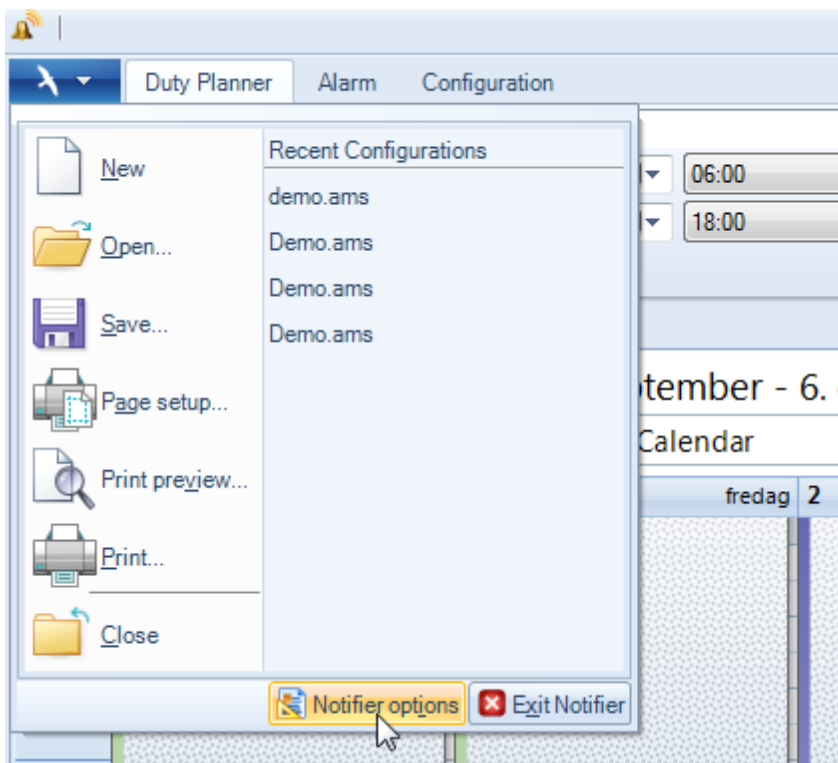 Duty Planner Alarm Configuration
New
Open...
Save...
Page setup...
Print preview...
Print...
Close
Recent Configurations
demo.ams
Demo.ams
Demo.ams
Demo.ams
Notifier options Exit Notifier
06:00
18:00
tember - 6.
Calendar
fredag 2